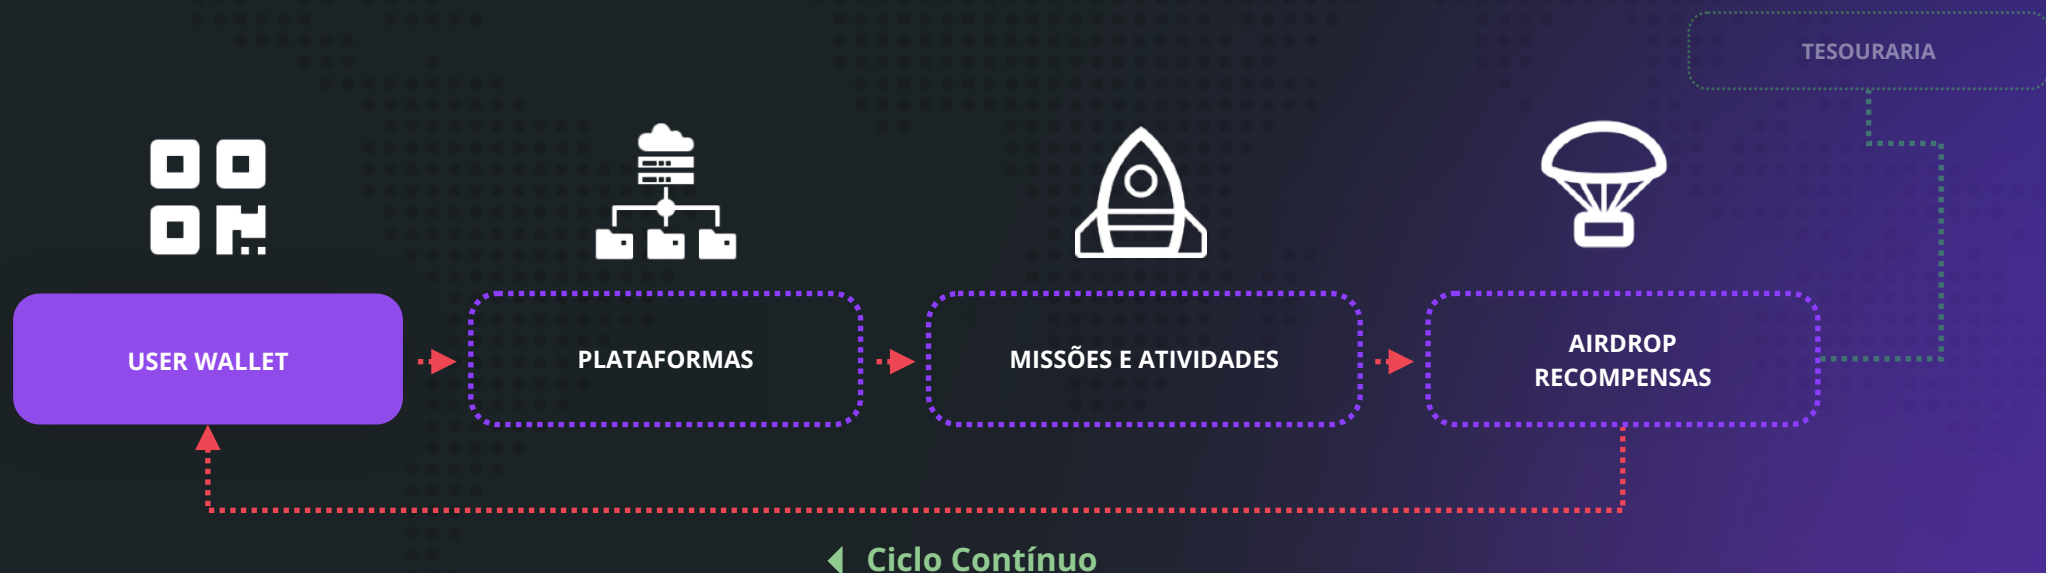 TESOURARIA
USER WALLET
PLATAFORMAS
MISSÕES E ATIVIDADES
AIRDROP
RECOMPENSAS
Ciclo Contínuo